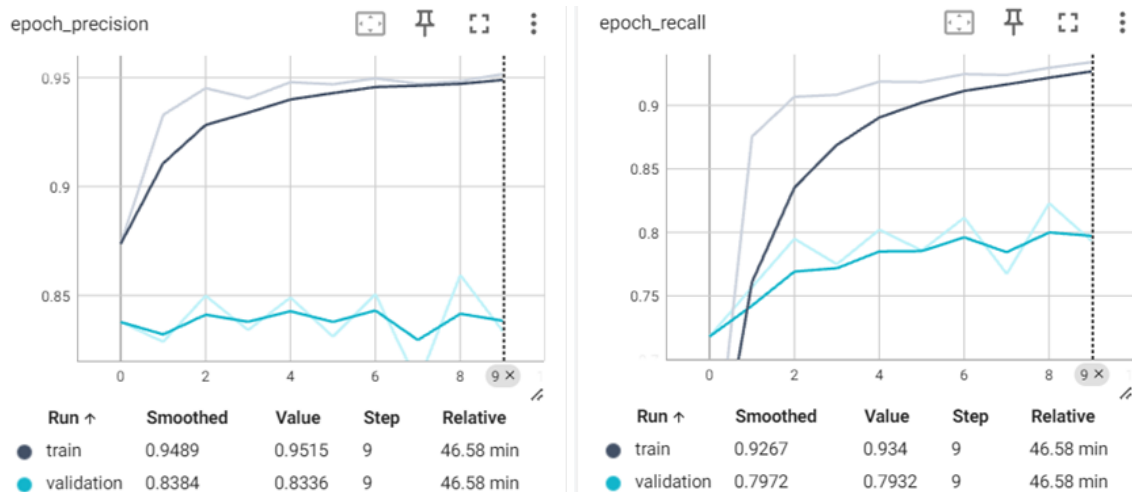 epoch_precision
0.95
0.9
0.85
0 2 4 6 8 9 ×
Run ↑ Smoothed Value Step Relative
train 0.9489 0.9515 9 46.58 min
validation 0.8384 0.8336 9 46.58 min
epoch_recall
0.9
0.85
0.8
0.75
0.7
0 2 4 6 8 9 ×
Run ↑ Smoothed Value Step Relative
train 0.9267 0.934 9 46.58 min
validation 0.7972 0.7932 9 46.58 min